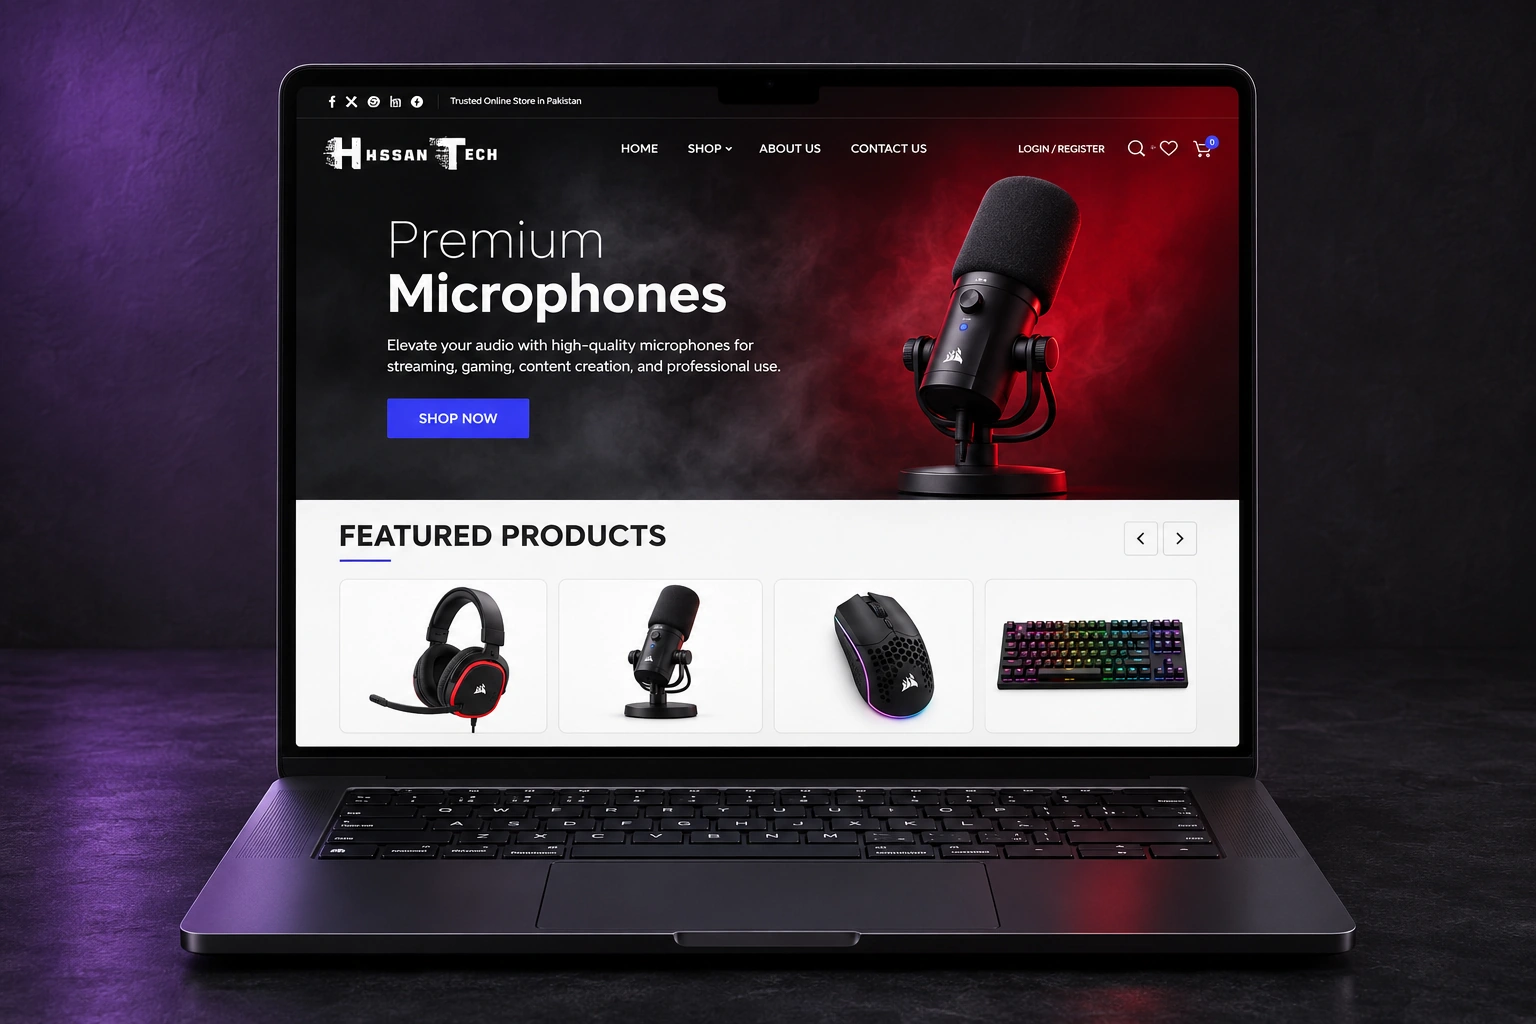 Trusted Online Store in Pakistan
HASSAN TECH
HOME
SHOP
ABOUT US
CONTACT US
LOGIN / REGISTER
0
Premium
Microphones
Elevate your audio with high-quality microphones for
streaming, gaming, content creation, and professional use.
SHOP NOW
FEATURED PRODUCTS